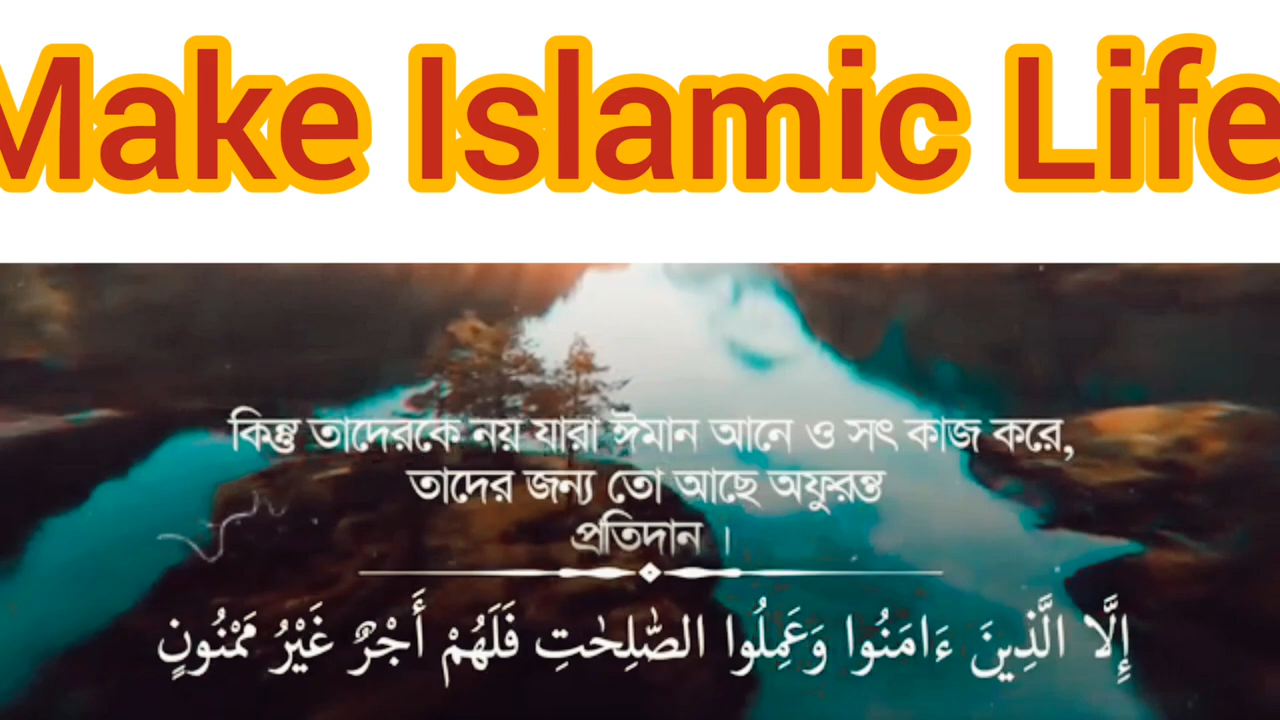 Make Islamic Life
কিন্তু তাদেরকে নয় যারা ঈমান আনে ও সৎ কাজ করে,
তাদের জন্য তো আছে অফুরন্ত
প্রতিদান ।
إِلَّا الَّذِينَ ءَامَنُوا وَعَمِلُوا الصَّٰلِحَٰتِ فَلَهُمْ أَجْرٌ غَيْرُ مَمْنُونٍ